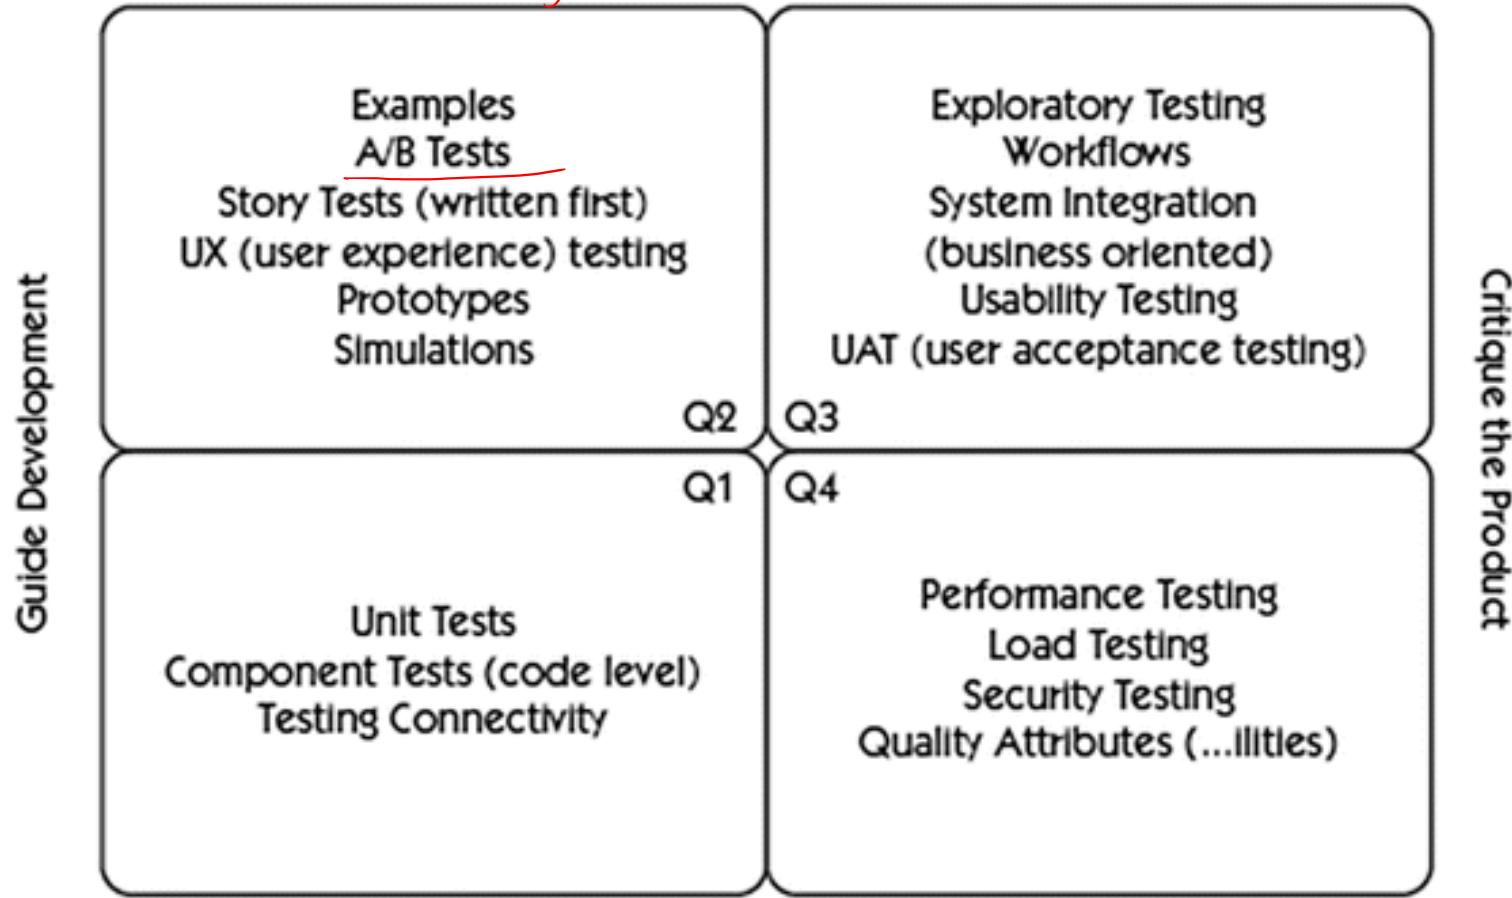 Examples
A/B Tests
Story Tests (written first)
UX (user experience) testing
Prototypes
Simulations
Q2
Exploratory Testing
Workflows
System Integration
(business oriented)
Usability Testing
UAT (user acceptance testing)
Q3
Guide Development
Critique the Product
Q1
Unit Tests
Component Tests (code level)
Testing Connectivity
Q4
Performance Testing
Load Testing
Security Testing
Quality Attributes (...ilities)